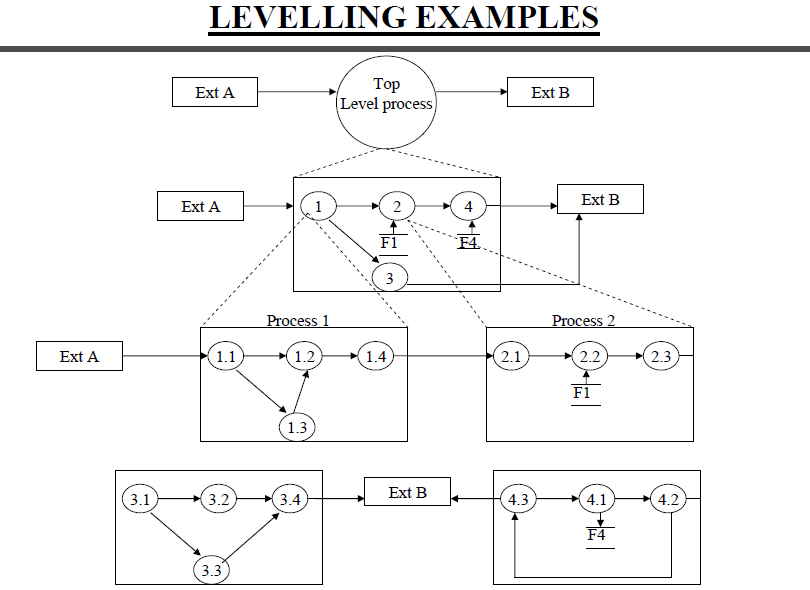 LEVELLING EXAMPLES
Ext A
Top
Level process
Ext B
Ext A
1
2
4
Ext B
F1
F4
3
Process 1
Process 2
Ext A
1.1
1.2
1.4
2.1
2.2
2.3
F1
1.3
3.1
3.2
3.4
Ext B
4.3
4.1
4.2
F4
3.3